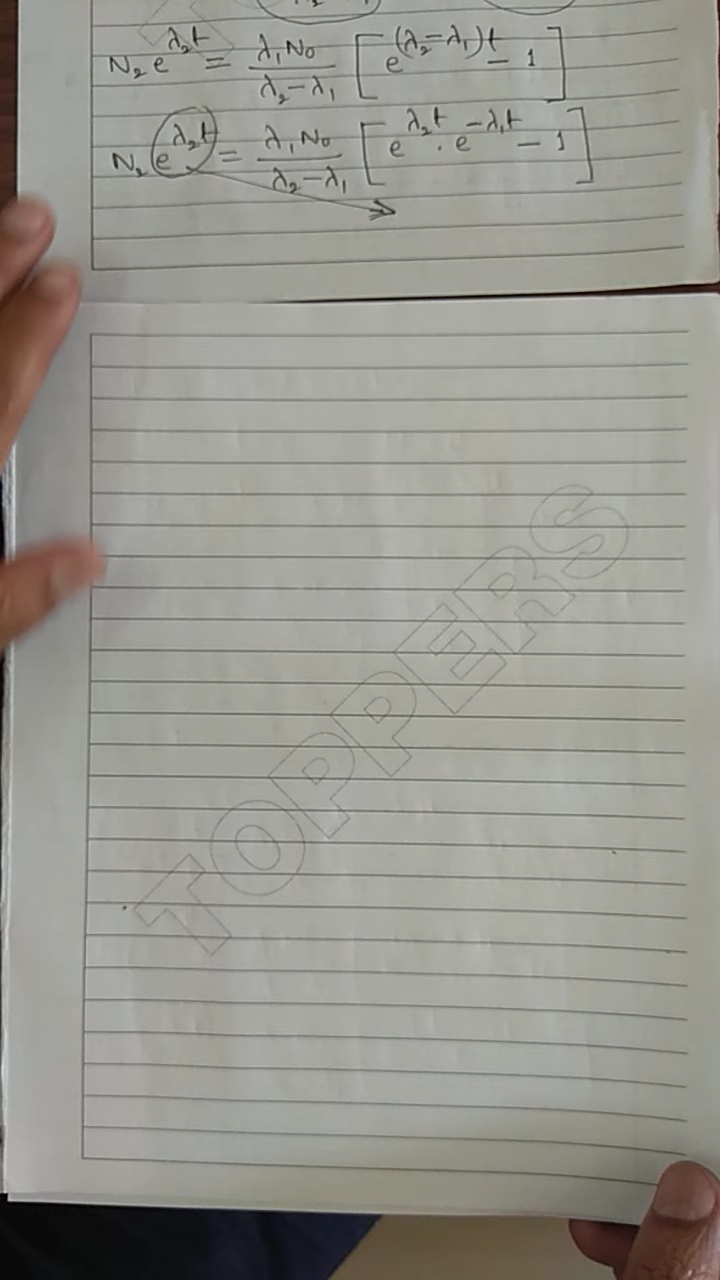 N₂ e^{λ₂t} = λ₁N₀/(λ₂-λ₁) [e^{(λ₂-λ₁)t} - 1]
N₂ e^{λ₂t} = λ₁N₀/(λ₂-λ₁) [e^{λ₂t} . e^{-λ₁t} - 1]
TOPPERS